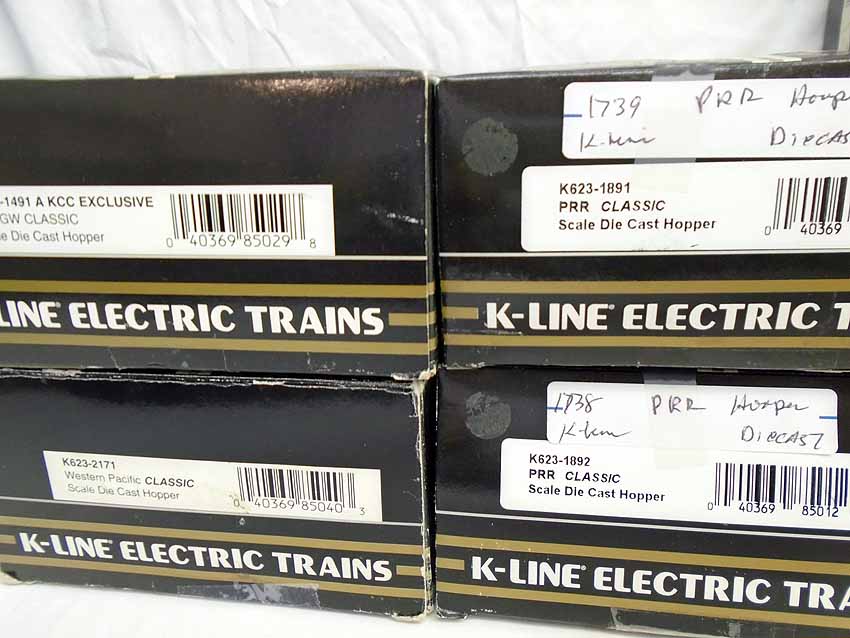 -1491 A KCC EXCLUSIVE
GW CLASSIC
e Die Cast Hopper
0 40369 85029 8
LINE ELECTRIC TRAINS
1739 PRR Hoppe
K-Line DIECAS
K623-1891
PRR CLASSIC
Scale Die Cast Hopper
0 40369
K-LINE® ELECTRIC T
K623-2171
Western Pacific CLASSIC
Scale Die Cast Hopper
0 40369 85040 3
K-LINE® ELECTRIC TRAINS
1738 PRR Hopper
K-Line DIECAST
K623-1892
PRR CLASSIC
Scale Die Cast Hopper
0 40369 85012
K-LINE® ELECTRIC TRA